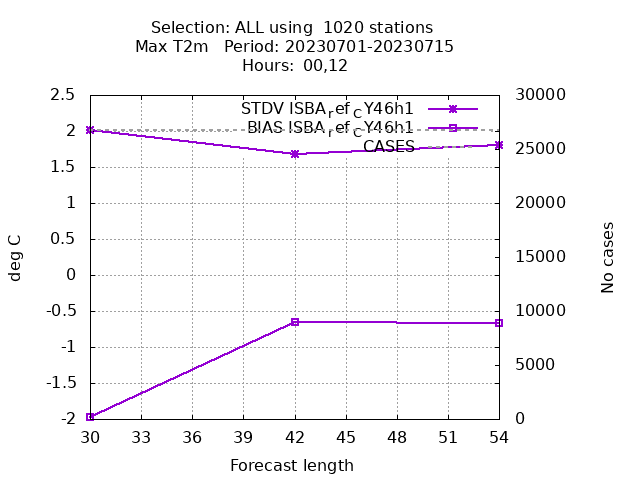 Selection: ALL using  1020 stations
Max T2m   Period: 20230701-20230715
Hours: 00,12
2.5
2
1.5
1
0.5
0
-0.5
-1
-1.5
-2
deg C
STDV ISBA_ref_CY46h1
BIAS ISBA_ref_CY46h1
CASES
30000
25000
20000
15000
10000
5000
0
No cases
30 33 36 39 42 45 48 51 54
Forecast length